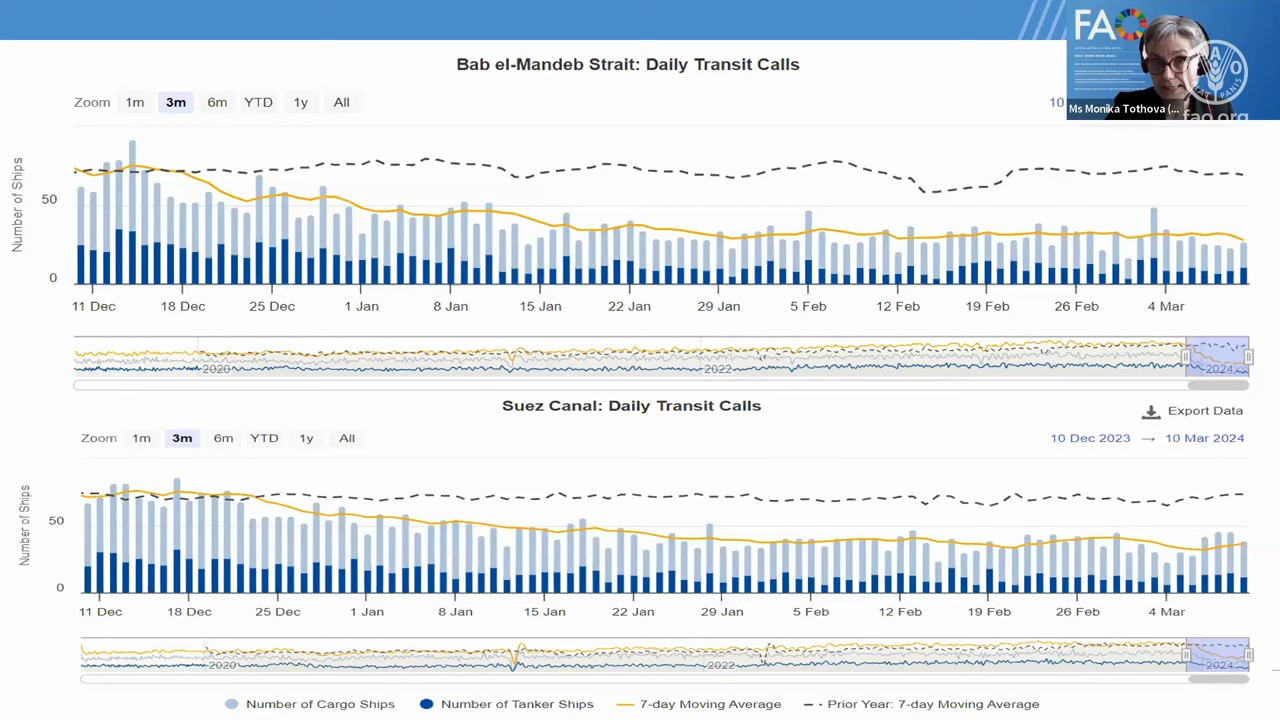 FAO
Bab el-Mandeb Strait: Daily Transit Calls
Zoom 1m 3m 6m YTD 1y All
10
Ms Monika Tothova (...
FAO
FIAT PANIS
fao.org
Number of Ships
50
0
11 Dec 18 Dec 25 Dec 1 Jan 8 Jan 15 Jan 22 Jan 29 Jan 5 Feb 12 Feb 19 Feb 26 Feb 4 Mar
2020 2022 2024
Suez Canal: Daily Transit Calls
Export Data
Zoom 1m 3m 6m YTD 1y All
10 Dec 2023 → 10 Mar 2024
Number of Ships
50
0
11 Dec 18 Dec 25 Dec 1 Jan 8 Jan 15 Jan 22 Jan 29 Jan 5 Feb 12 Feb 19 Feb 26 Feb 4 Mar
2020 2022 2024
Number of Cargo Ships Number of Tanker Ships 7-day Moving Average Prior Year: 7-day Moving Average